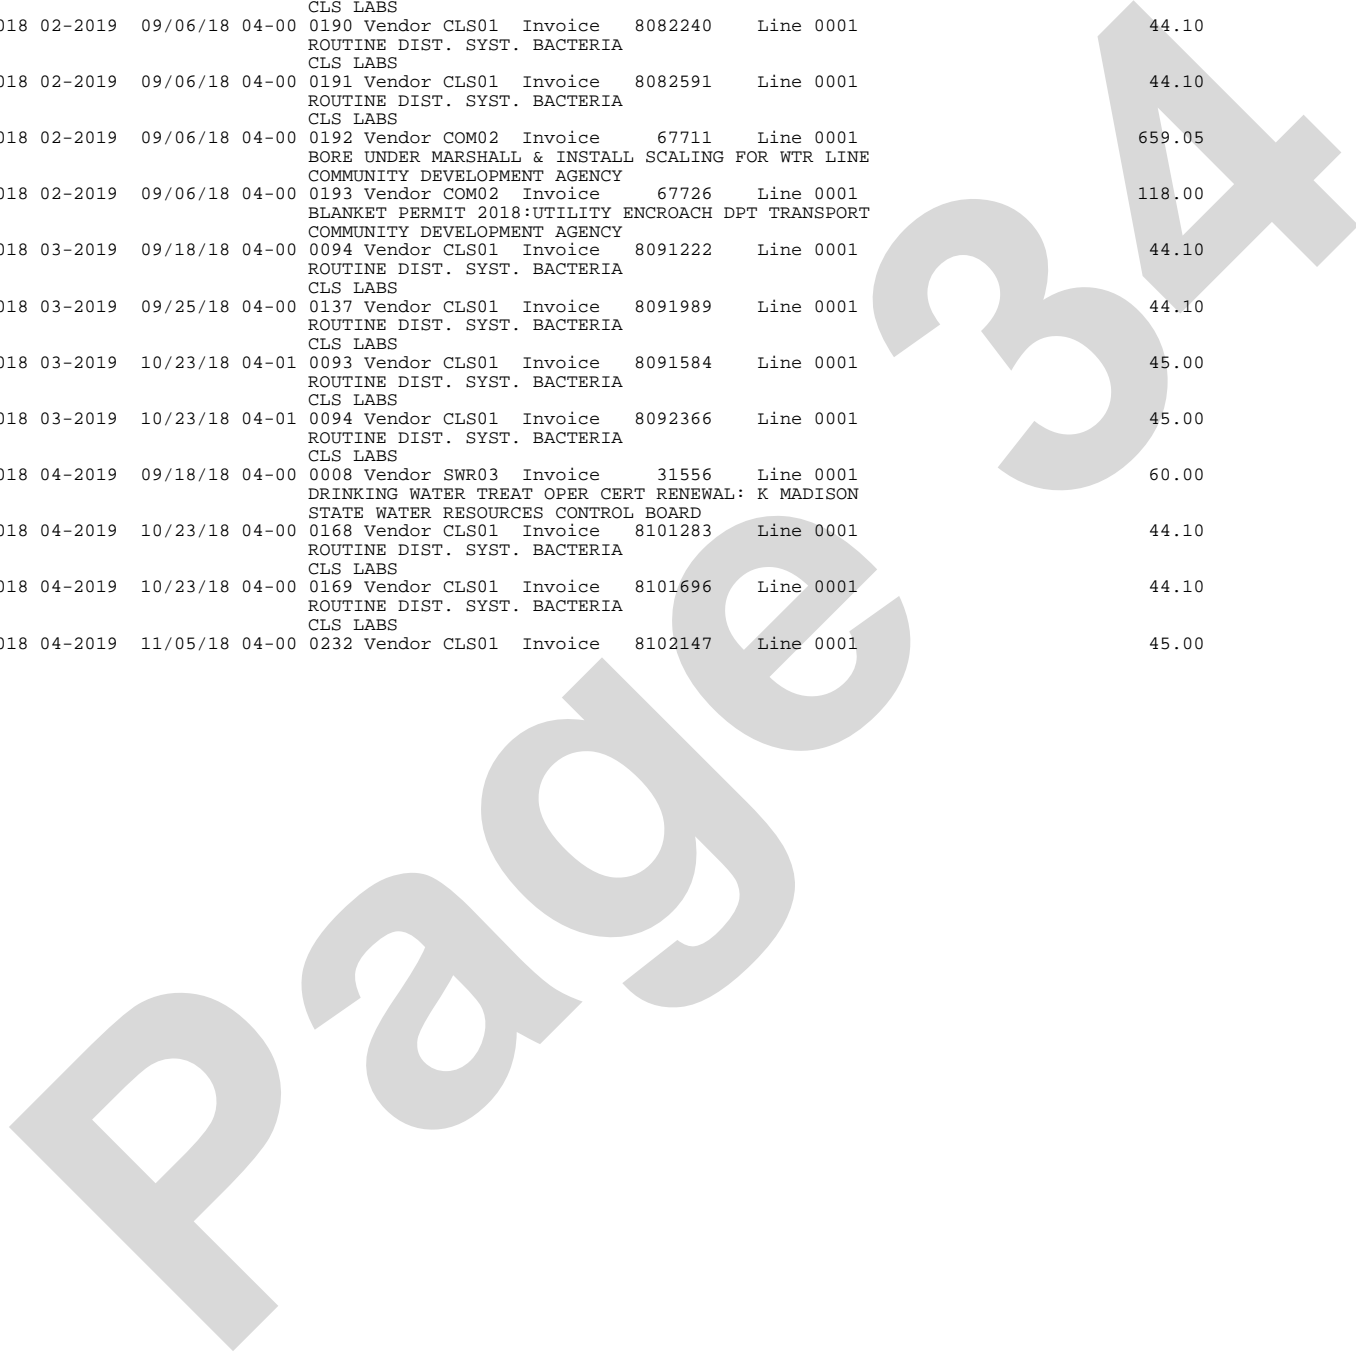 CLS LABS
018 02-2019 09/06/18 04-00 0190 Vendor CLS01 Invoice 8082240 Line 0001 44.10
ROUTINE DIST. SYST. BACTERIA
CLS LABS
018 02-2019 09/06/18 04-00 0191 Vendor CLS01 Invoice 8082591 Line 0001 44.10
ROUTINE DIST. SYST. BACTERIA
CLS LABS
018 02-2019 09/06/18 04-00 0192 Vendor COM02 Invoice 67711 Line 0001 659.05
BORE UNDER MARSHALL & INSTALL SCALING FOR WTR LINE
COMMUNITY DEVELOPMENT AGENCY
018 02-2019 09/06/18 04-00 0193 Vendor COM02 Invoice 67726 Line 0001 118.00
BLANKET PERMIT 2018:UTILITY ENCROACH DPT TRANSPORT
COMMUNITY DEVELOPMENT AGENCY
018 03-2019 09/18/18 04-00 0094 Vendor CLS01 Invoice 8091222 Line 0001 44.10
ROUTINE DIST. SYST. BACTERIA
CLS LABS
018 03-2019 09/25/18 04-00 0137 Vendor CLS01 Invoice 8091989 Line 0001 44.10
ROUTINE DIST. SYST. BACTERIA
CLS LABS
018 03-2019 10/23/18 04-01 0093 Vendor CLS01 Invoice 8091584 Line 0001 45.00
ROUTINE DIST. SYST. BACTERIA
CLS LABS
018 03-2019 10/23/18 04-01 0094 Vendor CLS01 Invoice 8092366 Line 0001 45.00
ROUTINE DIST. SYST. BACTERIA
CLS LABS
018 04-2019 09/18/18 04-00 0008 Vendor SWR03 Invoice 31556 Line 0001 60.00
DRINKING WATER TREAT OPER CERT RENEWAL: K MADISON
STATE WATER RESOURCES CONTROL BOARD
018 04-2019 10/23/18 04-00 0168 Vendor CLS01 Invoice 8101283 Line 0001 44.10
ROUTINE DIST. SYST. BACTERIA
CLS LABS
018 04-2019 10/23/18 04-00 0169 Vendor CLS01 Invoice 8101696 Line 0001 44.10
ROUTINE DIST. SYST. BACTERIA
CLS LABS
018 04-2019 11/05/18 04-00 0232 Vendor CLS01 Invoice 8102147 Line 0001 45.00
Page 34